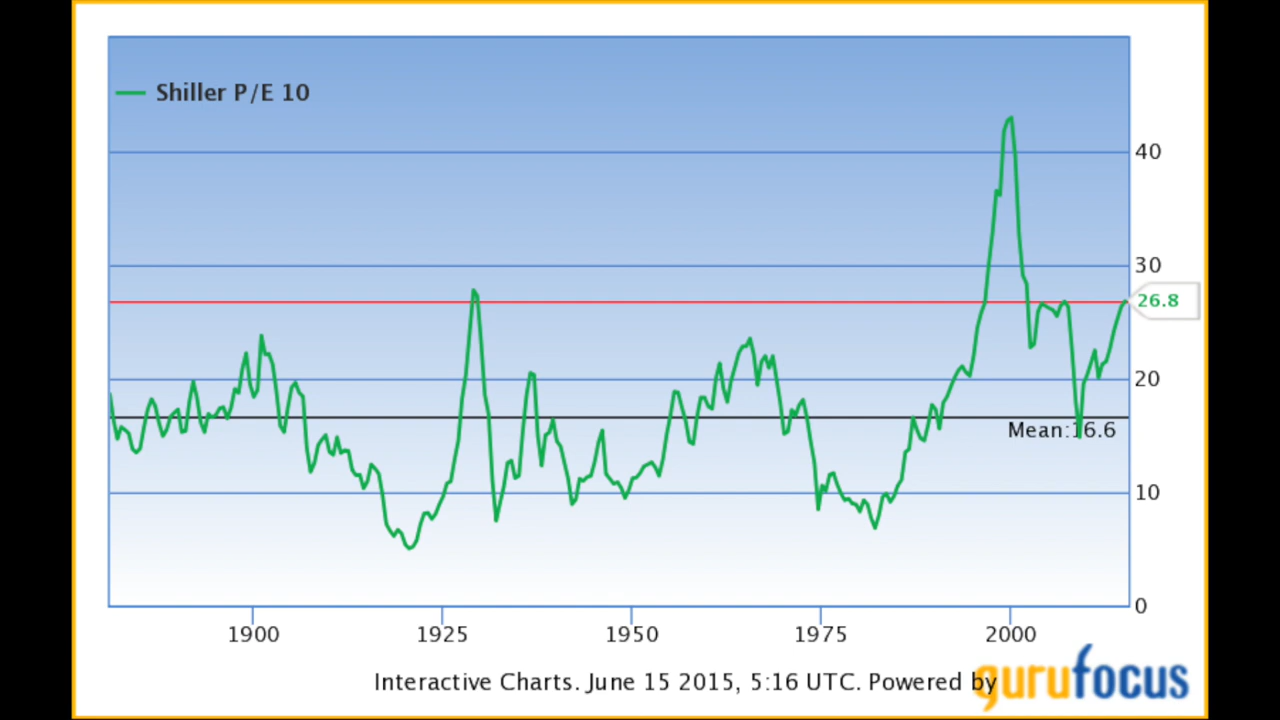 Shiller P/E 10
40
30
26.8
20
Mean:16.6
10
0
1900 1925 1950 1975 2000
Interactive Charts. June 15 2015, 5:16 UTC. Powered by gurufocus